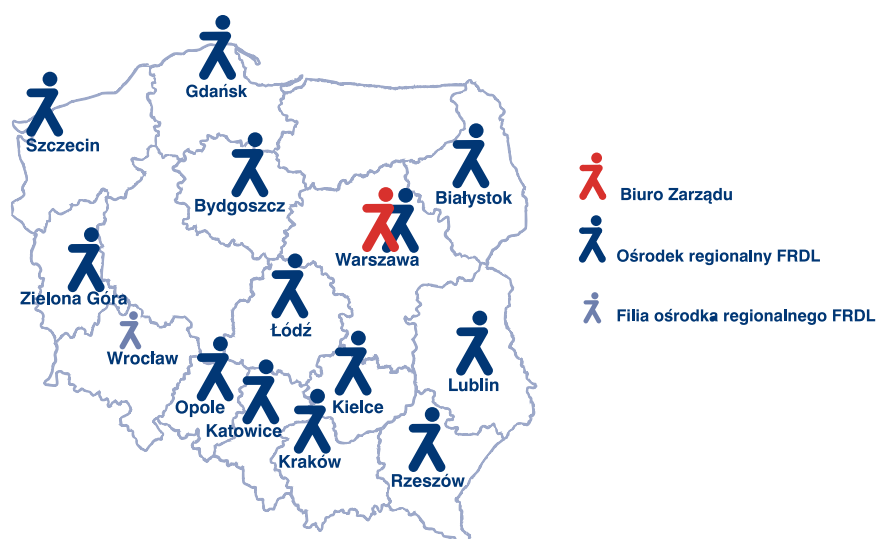 Gdańsk
Szczecin
Białystok
Bydgoszcz
Biuro Zarządu
Warszawa
Ośrodek regionalny FRDL
Zielona Góra
Łódź
Filia ośrodka regionalnego FRDL
Wrocław
Lublin
Opole
Kielce
Katowice
Kraków
Rzeszów